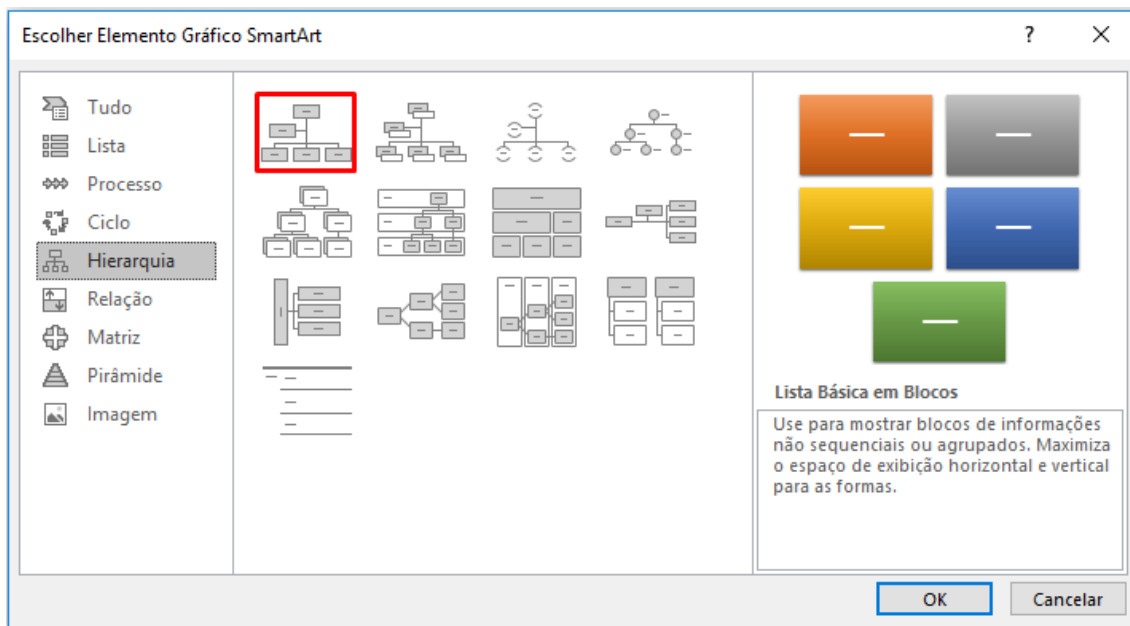 Escolher Elemento Gráfico SmartArt
?
Tudo
Lista
Processo
Ciclo
Hierarquia
Relação
Matriz
Pirâmide
Imagem
Lista Básica em Blocos
Use para mostrar blocos de informações
não sequenciais ou agrupados. Maximiza
o espaço de exibição horizontal e vertical
para as formas.
OK
Cancelar